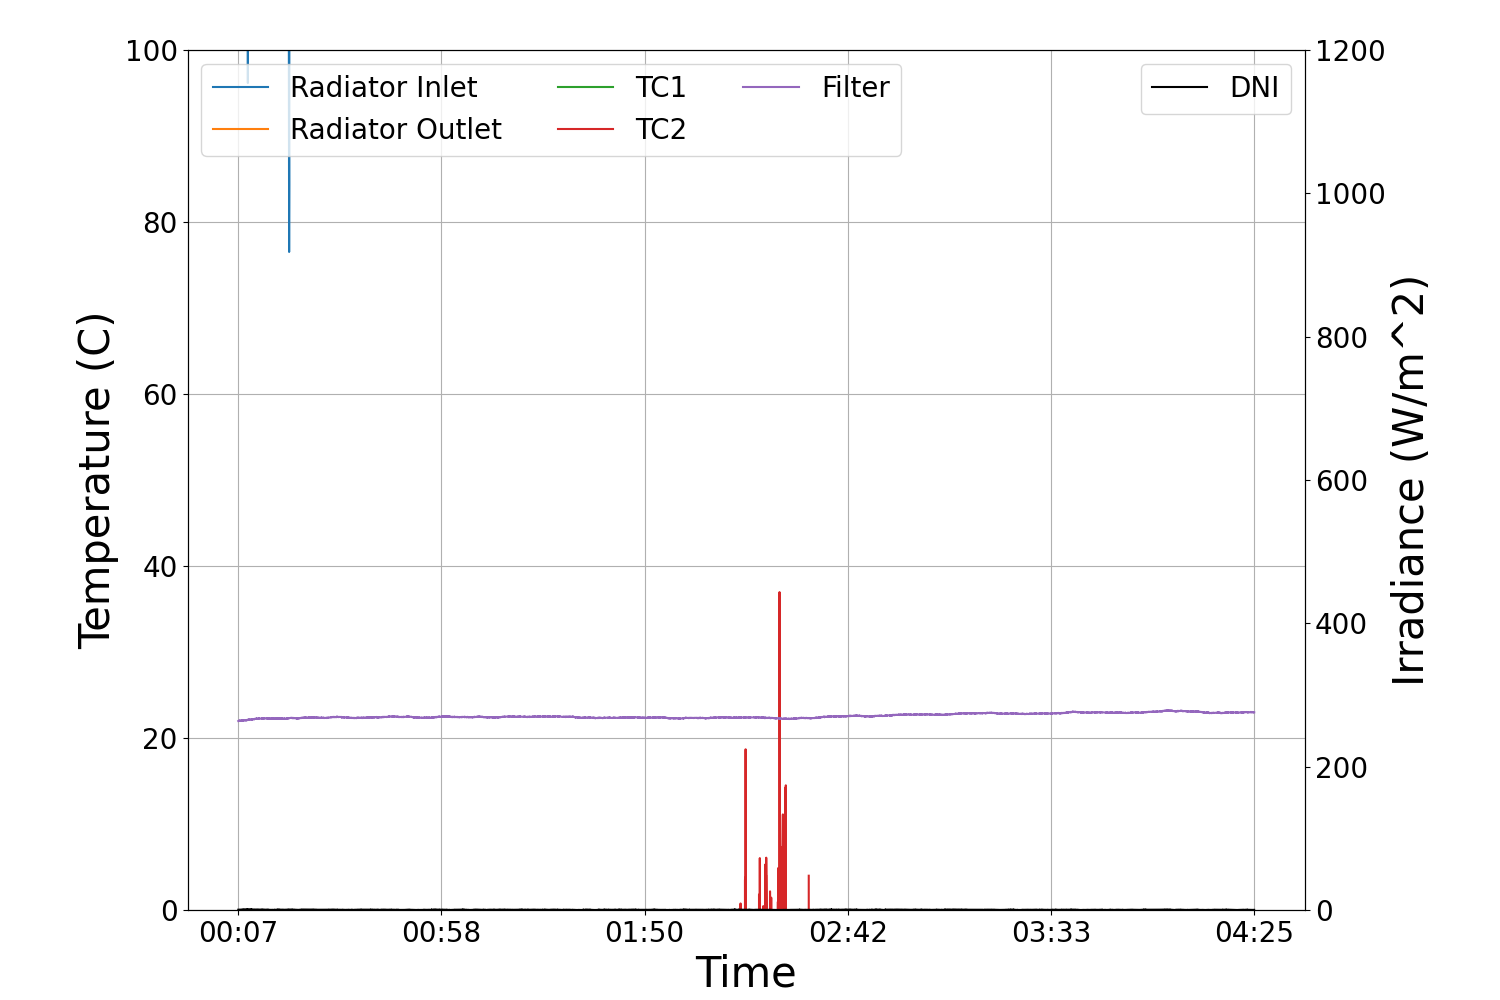 100
80
60
40
20
0
Temperature (C)
Radiator Inlet
Radiator Outlet
TC1
TC2
Filter
DNI
1200
1000
800
600
400
200
0
Irradiance (W/m^2)
00:07 00:58 01:50 02:42 03:33 04:25
Time